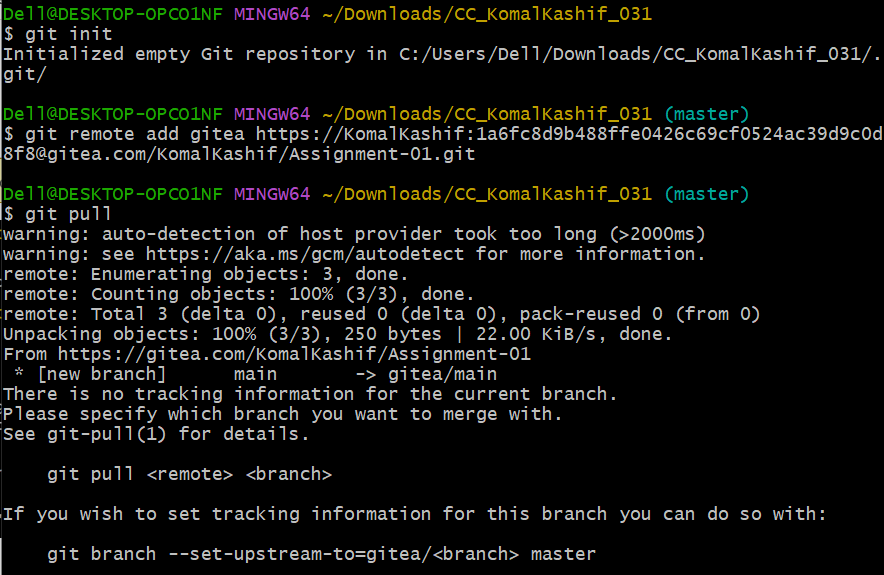 Dell@DESKTOP-OPCO1NF MINGW64 ~/Downloads/CC_KomalKashif_031
$ git init
Initialized empty Git repository in C:/Users/Dell/Downloads/CC_KomalKashif_031/.
git/
Dell@DESKTOP-OPCO1NF MINGW64 ~/Downloads/CC_KomalKashif_031 (master)
$ git remote add gitea https://KomalKashif:1a6fc8d9b488ffe0426c69cf0524ac39d9c0d
8f8@gitea.com/KomalKashif/Assignment-01.git
Dell@DESKTOP-OPCO1NF MINGW64 ~/Downloads/CC_KomalKashif_031 (master)
$ git pull
warning: auto-detection of host provider took too long (>2000ms)
warning: see https://aka.ms/gcm/autodetect for more information.
remote: Enumerating objects: 3, done.
remote: Counting objects: 100% (3/3), done.
remote: Total 3 (delta 0), reused 0 (delta 0), pack-reused 0 (from 0)
Unpacking objects: 100% (3/3), 250 bytes | 22.00 KiB/s, done.
From https://gitea.com/KomalKashif/Assignment-01
 * [new branch]      main       -> gitea/main
There is no tracking information for the current branch.
Please specify which branch you want to merge with.
See git-pull(1) for details.
    git pull <remote> <branch>
If you wish to set tracking information for this branch you can do so with:
    git branch --set-upstream-to=gitea/<branch> master